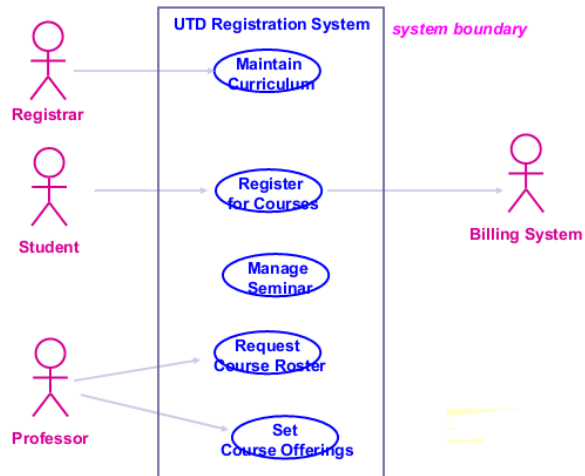 UTD Registration System
system boundary
Maintain
Curriculum
Registrar
Register
for Courses
Student
Billing System
Manage
Seminar
Request
Course Roster
Professor
Set
Course Offerings